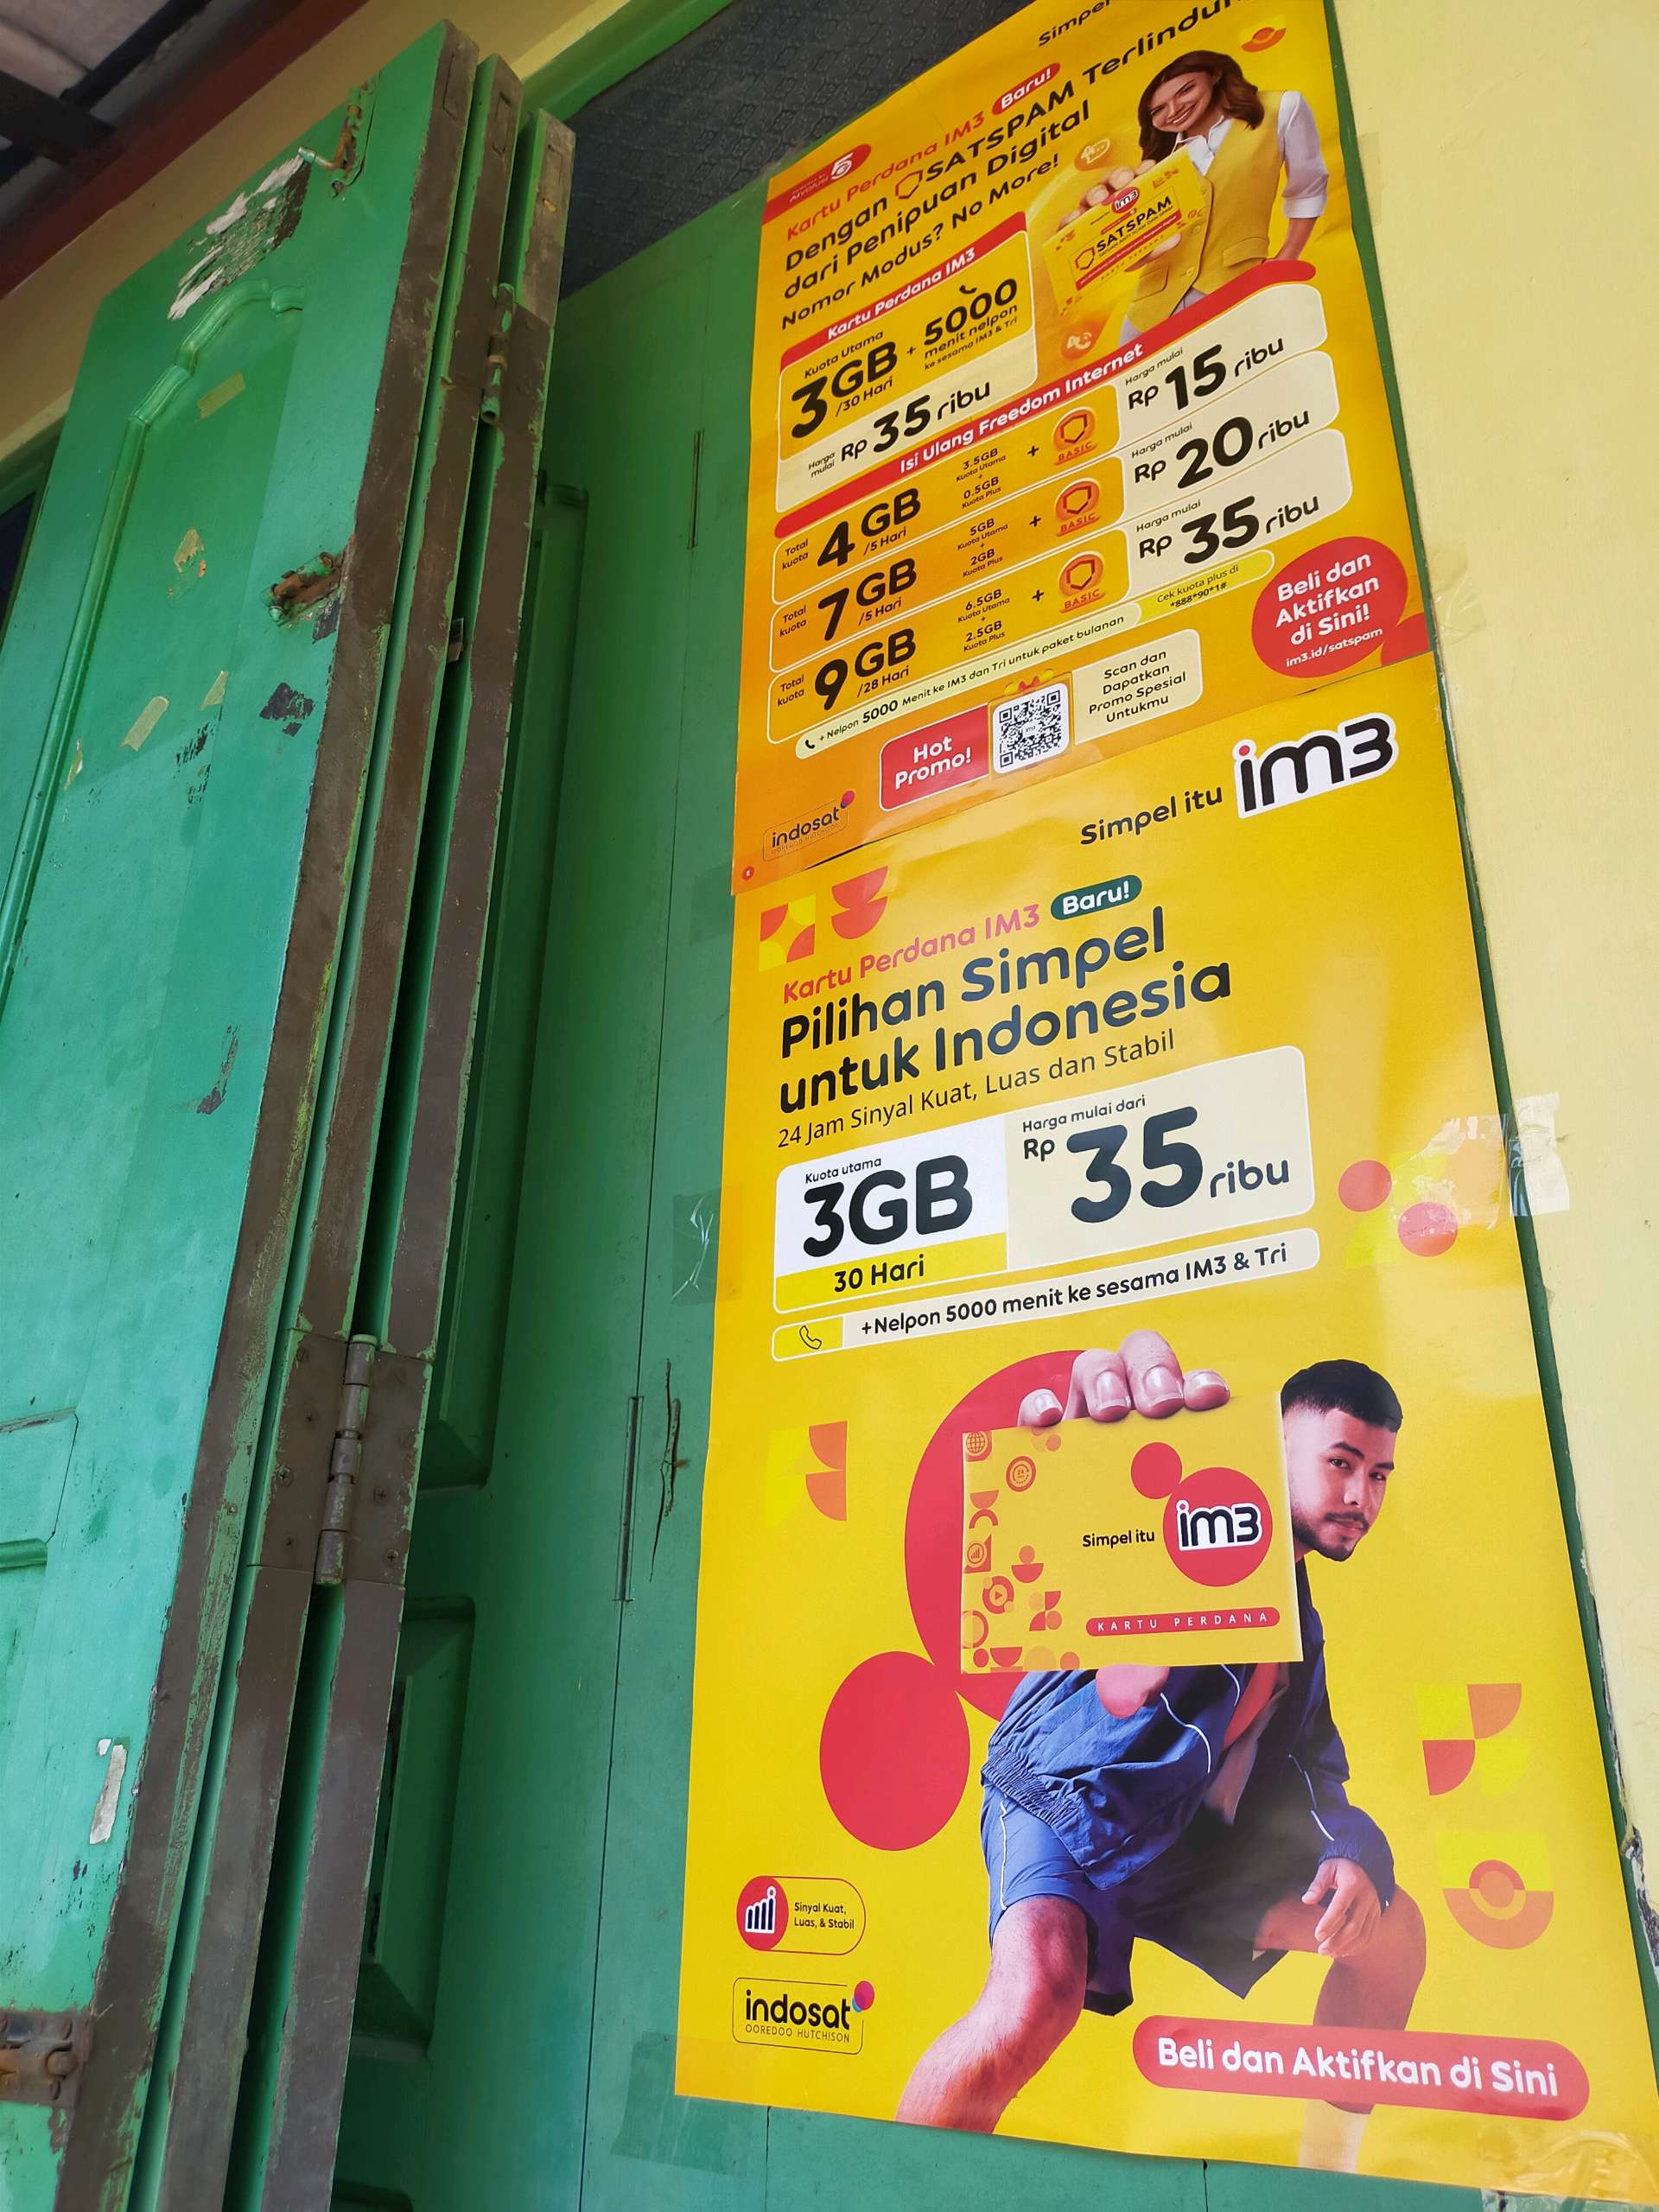 Simpel
Kartu Perdana IM3 Baru!
Dengan SATSPAM Terlindung
dari Penipuan Digital
Nomor Modus? No More!
im3
SATSPAM
Kartu Perdana IM3
Kuota Utama
3GB
/30 Hari
+
5000
menit nelpon
ke sesama IM3 & Tri
Harga mulai
Rp 35 ribu
Isi Ulang Freedom Internet
Total kuota
4GB
/5 Hari
3.5GB
Kuota Utama
+
0.5GB
Kuota Plus
+
BASIC
Harga mulai
Rp 15 ribu
Total kuota
7GB
/5 Hari
5GB
Kuota Utama
+
2GB
Kuota Plus
+
BASIC
Harga mulai
Rp 20 ribu
Total kuota
9GB
/28 Hari
6.5GB
Kuota Utama
+
2.5GB
Kuota Plus
+
BASIC
Harga mulai
Rp 35 ribu
+ Nelpon 5000 Menit ke IM3 dan Tri untuk paket bulanan
Cek kuota plus di
*888*90*1#
Beli dan
Aktifkan
di Sini!
im3.id/satspam
Hot
Promo!
Scan dan
Dapatkan
Promo Spesial
Untukmu
indosat
OOREDOO HUTCHISON
Simpel itu im3
Kartu Perdana IM3 Baru!
Pilihan Simpel
untuk Indonesia
24 Jam Sinyal Kuat, Luas dan Stabil
Kuota utama
3GB
30 Hari
Harga mulai dari
Rp 35 ribu
+Nelpon 5000 menit ke sesama IM3 & Tri
Simpel itu im3
KARTU PERDANA
Sinyal Kuat,
Luas, & Stabil
indosat
OOREDOO HUTCHISON
Beli dan Aktifkan di Sini